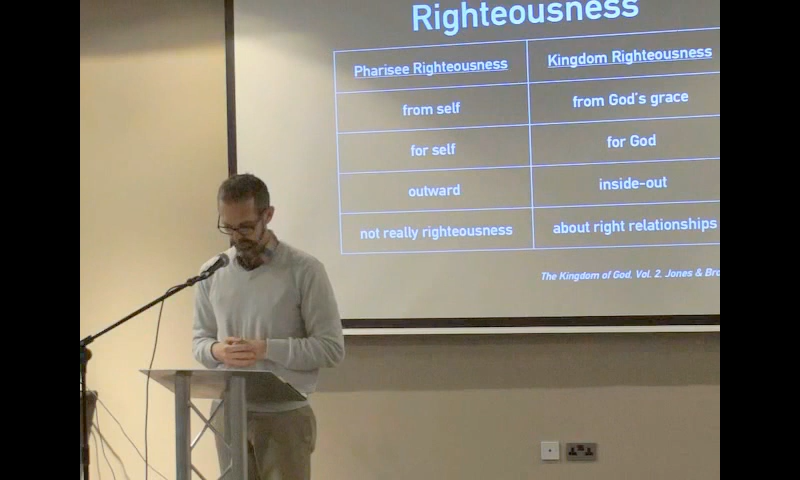 Righteousness
Pharisee Righteousness Kingdom Righteousness
from self from God's grace
for self for God
outward inside-out
not really righteousness about right relationships
The Kingdom of God, Vol. 2. Jones &